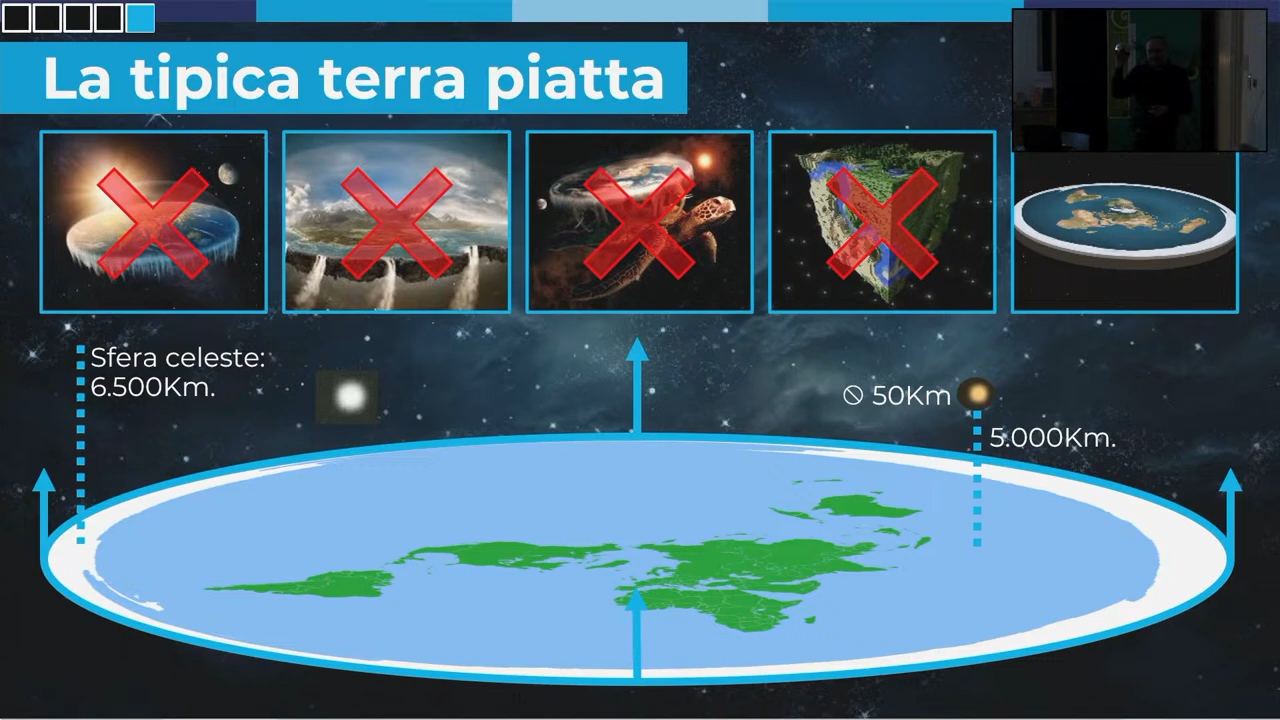 La tipica terra piatta
Sfera celeste:
6.500Km.
50Km
5.000Km.